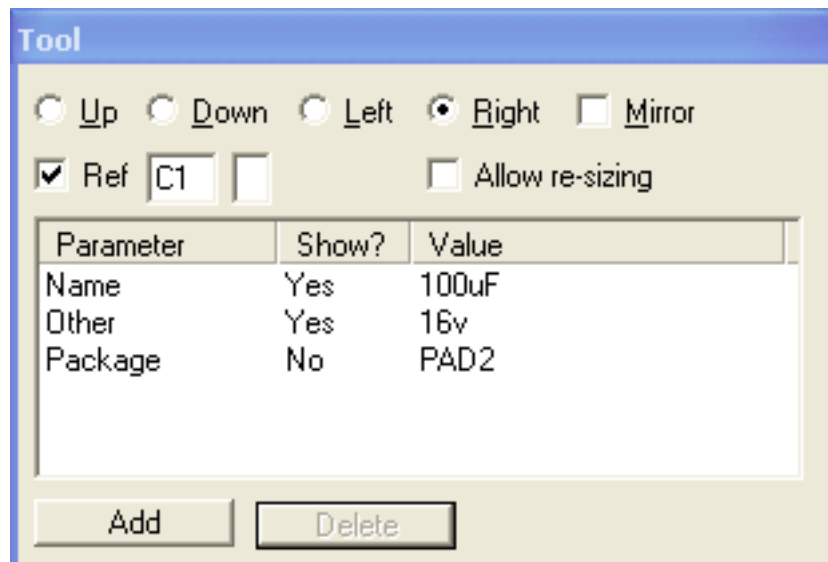 Tool
Up Down Left Right Mirror
Ref C1 Allow re-sizing
Parameter Show? Value
Name Yes 100uF
Other Yes 16v
Package No PAD2
Add Delete